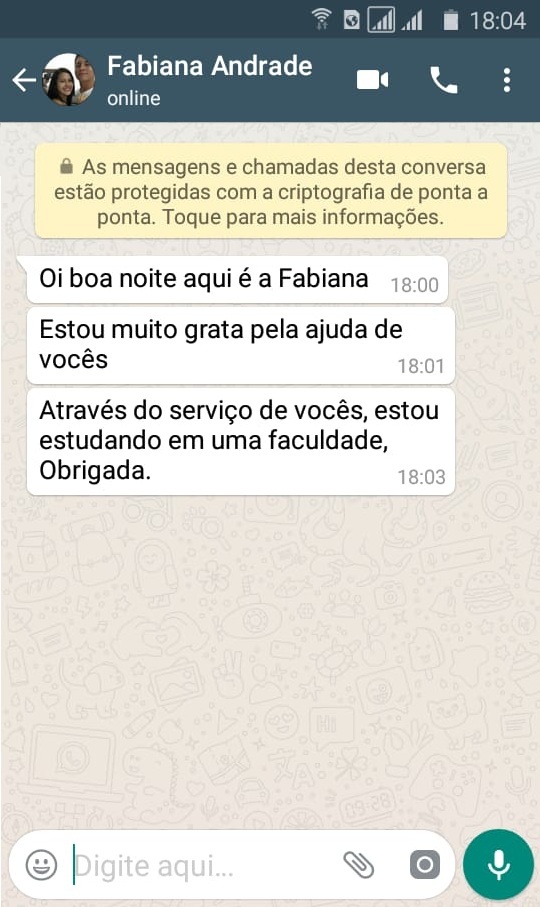 18:04
Fabiana Andrade
online
As mensagens e chamadas desta conversa
estão protegidas com a criptografia de ponta a
ponta. Toque para mais informações.
Oi boa noite aqui é a Fabiana 18:00
Estou muito grata pela ajuda de
vocês 18:01
Através do serviço de vocês, estou
estudando em uma faculdade,
Obrigada. 18:03
Digite aqui...